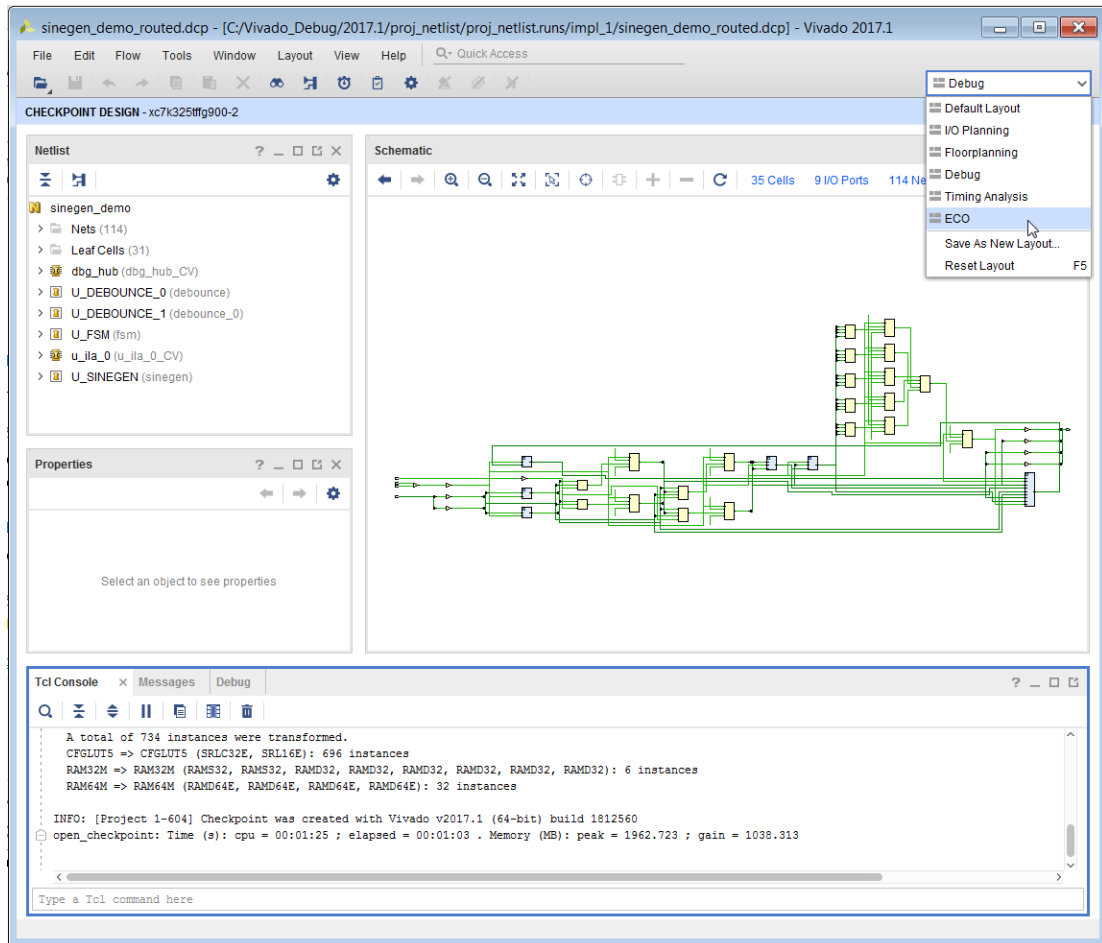 sinegen_demo_routed.dcp - [C:/Vivado_Debug/2017.1/proj_netlist/proj_netlist.runs/impl_1/sinegen_demo_routed.dcp] - Vivado 2017.1
File Edit Flow Tools Window Layout View Help Q- Quick Access
Debug
CHECKPOINT DESIGN - xc7k325tffg900-2
Default Layout
I/O Planning
Floorplanning
Debug
Timing Analysis
ECO
Save As New Layout...
Reset Layout F5
Netlist
sinegen_demo
Nets (114)
Leaf Cells (31)
dbg_hub (dbg_hub_CV)
U_DEBOUNCE_0 (debounce)
U_DEBOUNCE_1 (debounce_0)
U_FSM (fsm)
u_ila_0 (u_ila_0_CV)
U_SINEGEN (sinegen)
Schematic
35 Cells 9 I/O Ports 114 Ne
Properties
Select an object to see properties
Tcl Console Messages Debug
A total of 734 instances were transformed.
CFGLUT5 => CFGLUT5 (SRLC32E, SRL16E): 696 instances
RAM32M => RAM32M (RAMS32, RAMS32, RAMD32, RAMD32, RAMD32, RAMD32, RAMD32, RAMD32): 6 instances
RAM64M => RAM64M (RAMD64E, RAMD64E, RAMD64E, RAMD64E): 32 instances
INFO: [Project 1-604] Checkpoint was created with Vivado v2017.1 (64-bit) build 1812560
open_checkpoint: Time (s): cpu = 00:01:25 ; elapsed = 00:01:03 . Memory (MB): peak = 1962.723 ; gain = 1038.313
Type a Tcl command here